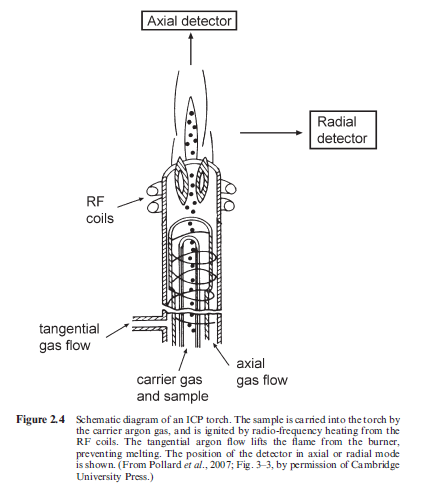 Axial detector
Radial
detector
RF
coils
tangential
gas flow
carrier gas
and sample
axial
gas flow
Figure 2.4 Schematic diagram of an ICP torch. The sample is carried into the torch by
the carrier argon gas, and is ignited by radio-frequency heating from the
RF coils. The tangential argon flow lifts the flame from the burner,
preventing melting. The position of the detector in axial or radial mode
is shown. (From Pollard et al., 2007; Fig. 3–3, by permission of Cambridge
University Press.)